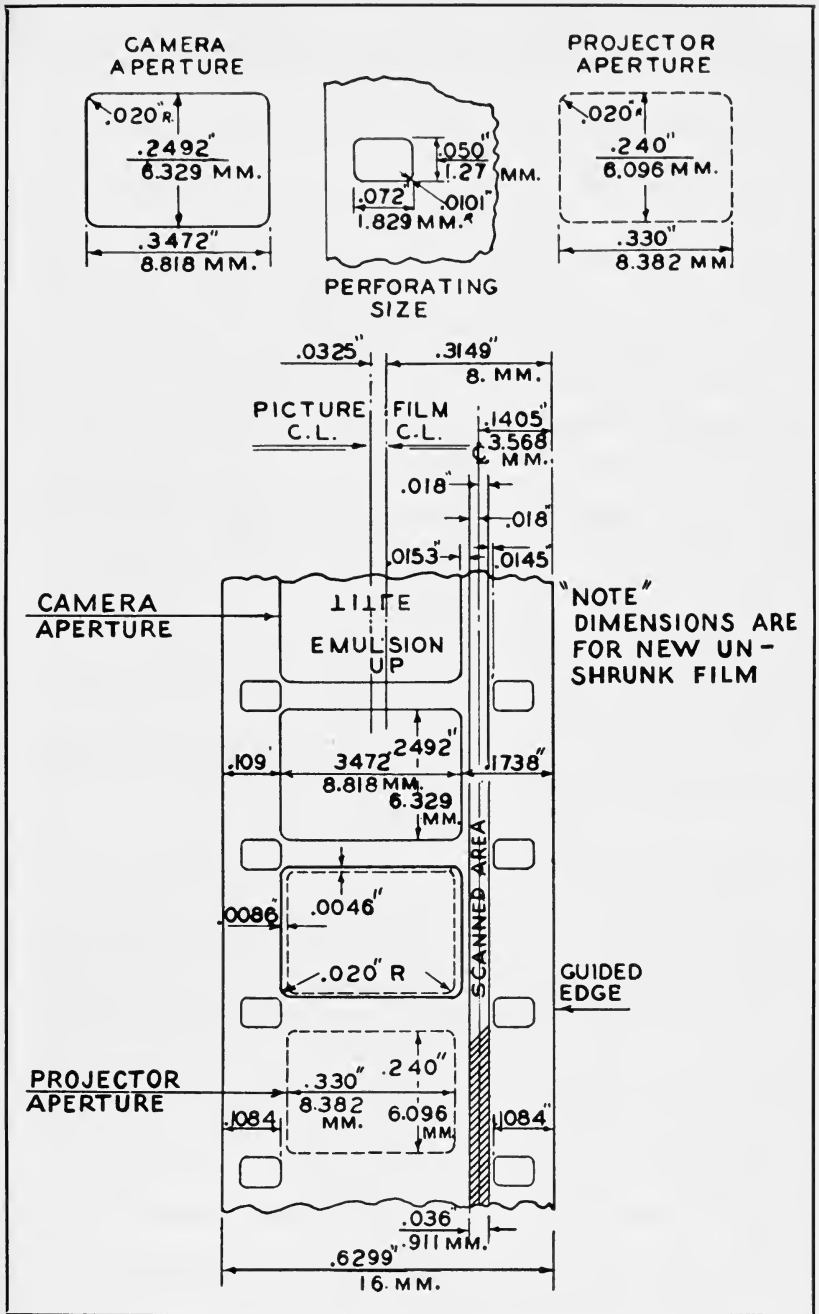 CAMERA
APERTURE
.020" R.
.2492"
6.329 MM.
.3472"
8.818 MM.
.050"
1.27 MM.
.072"
1.829 MM.
.0101"
R
PERFORATING
SIZE
PROJECTOR
APERTURE
.020" R
.240"
6.096 MM.
.330"
8.382 MM.
.0325"
.3149"
8. MM.
PICTURE
C.L.
FILM
C.L.
.1405"
3.568
MM.
.018"
.018"
.0153"
.0145"
CAMERA
APERTURE
TITLE
EMULSION
UP
"NOTE"
DIMENSIONS ARE
FOR NEW UN-
SHRUNK FILM
.109'
3472"
8.818 MM.
.2492"
6.329
MM.
.1738"
SCANNED AREA
.0086"
.0046"
.020" R
GUIDED
EDGE
PROJECTOR
APERTURE
.330"
8.382
MM.
.240"
6.096
MM.
.1084
.1084"
.036"
.911 MM.
.6299"
16. MM.